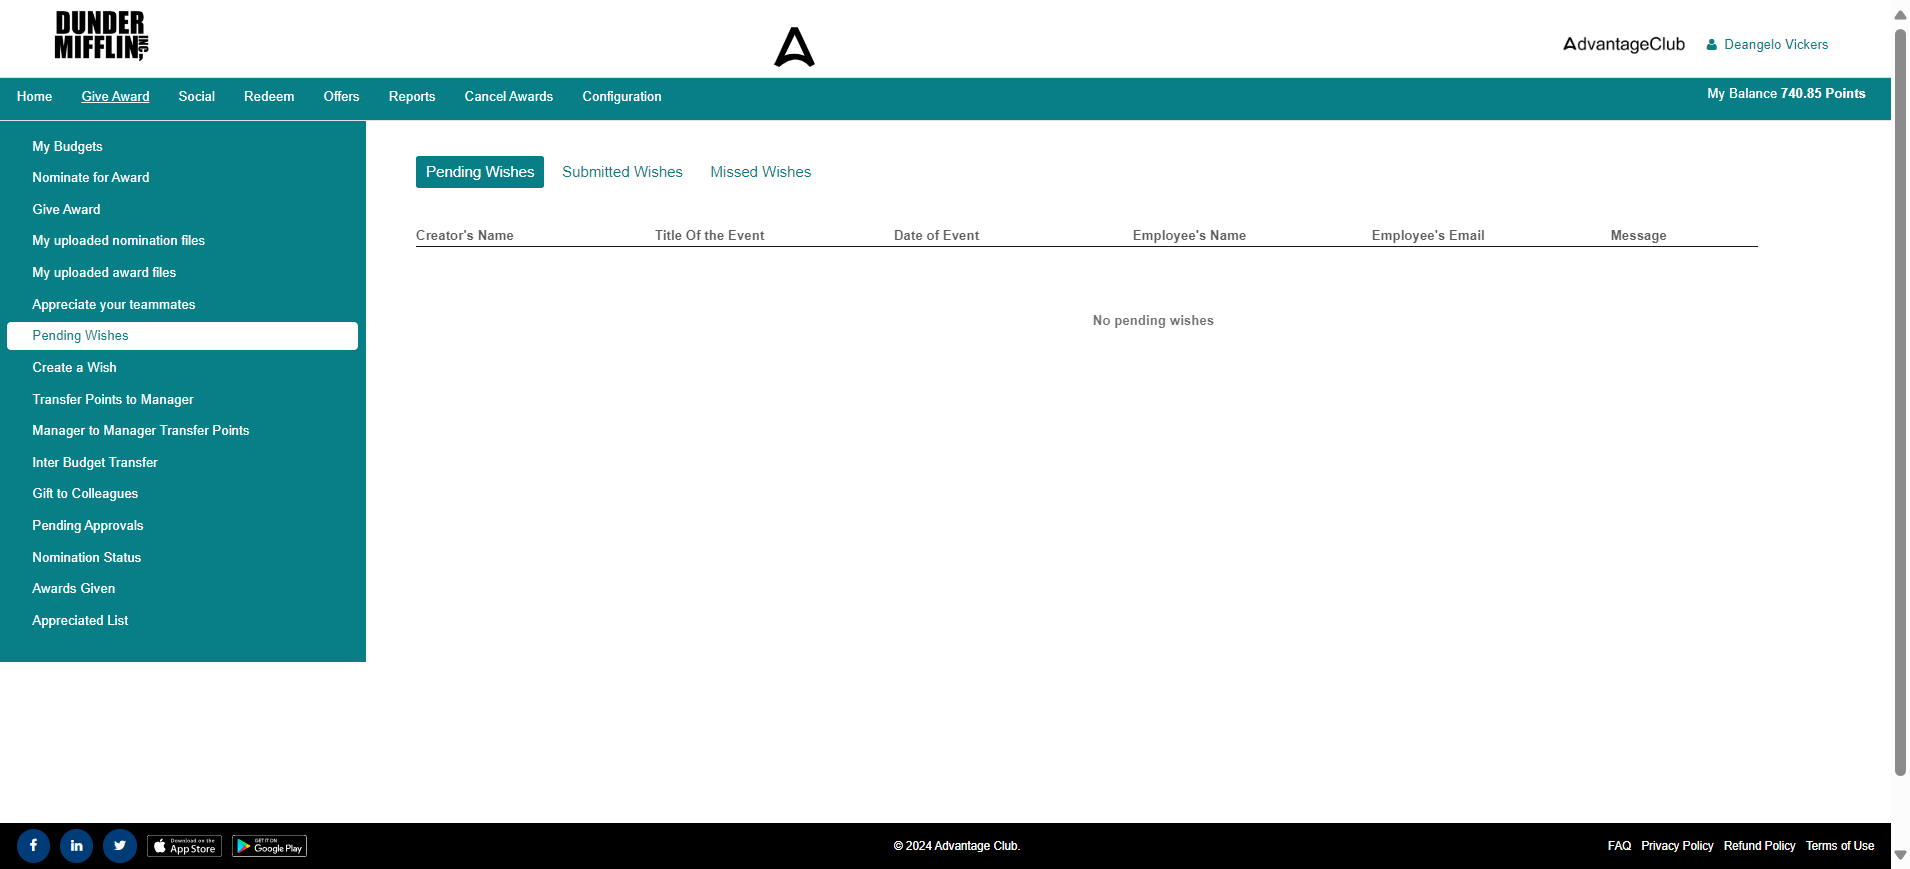 DUNDER
MIFFLIN INC,
AdvantageClub Deangelo Vickers
Home Give Award Social Redeem Offers Reports Cancel Awards Configuration My Balance 740.85 Points
My Budgets
Nominate for Award
Give Award
My uploaded nomination files
My uploaded award files
Appreciate your teammates
Pending Wishes
Create a Wish
Transfer Points to Manager
Manager to Manager Transfer Points
Inter Budget Transfer
Gift to Colleagues
Pending Approvals
Nomination Status
Awards Given
Appreciated List
Pending Wishes Submitted Wishes Missed Wishes
Creator's Name Title Of the Event Date of Event Employee's Name Employee's Email Message
No pending wishes
Download on the
App Store
GET IT ON
Google Play
© 2024 Advantage Club.
FAQ Privacy Policy Refund Policy Terms of Use